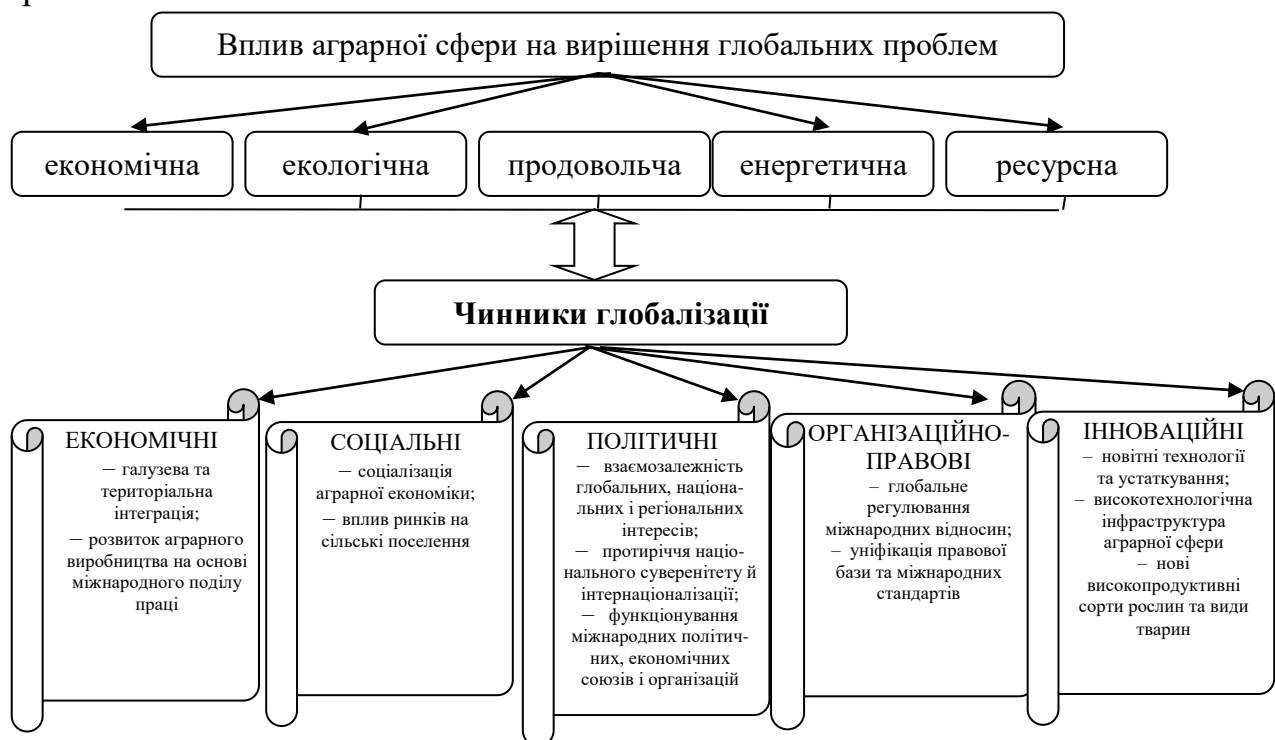 Вплив аграрної сфери на вирішення глобальних проблем
економічна
екологічна
продовольча
енергетична
ресурсна
Чинники глобалізації
ЕКОНОМІЧНІ
– галузева та
територіальна
інтеграція;
– розвиток аграрного
виробництва на основі
міжнародного поділу
праці
СОЦІАЛЬНІ
– соціалізація
аграрної економіки;
– вплив ринків на
сільські поселення
ПОЛІТИЧНІ
– взаємозалежність
глобальних, націона-
льних і регіональних
інтересів;
– протиріччя націо-
нального суверенітету й
інтернаціоналізації;
– функціонування
міжнародних політич-
них, економічних
союзів і організацій
ОРГАНІЗАЦІЙНО-
ПРАВОВІ
– глобальне
регулювання
міжнародних відносин;
– уніфікація правової
бази та міжнародних
стандартів
ІННОВАЦІЙНІ
– новітні технології
та устаткування;
– високотехнологічна
інфраструктура
аграрної сфери
– нові
високопродуктивні
сорти рослин та види
тварин